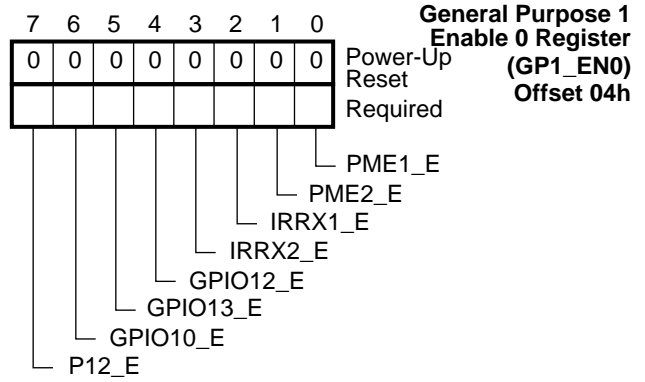 General Purpose 1
Enable 0 Register
(GP1_EN0)
Offset 04h
7 6 5 4 3 2 1 0
0 0 0 0 0 0 0 0 Power-Up
Reset
Required
PME1_E
PME2_E
IRRX1_E
IRRX2_E
GPIO12_E
GPIO13_E
GPIO10_E
P12_E